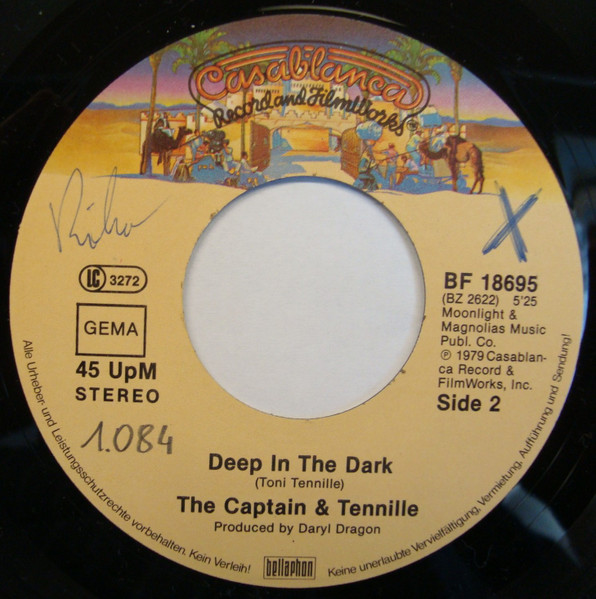 Casablanca
Record and FilmWorks
X
LC 3272
BF 18695
(BZ 2622) 5'25
Moonlight &
Magnolias Music
Publ. Co.
℗ 1979 Casablan-
ca Record &
FilmWorks, Inc.
Side 2
GEMA
45 UpM
STEREO
1.084
Deep In The Dark
(Toni Tennille)
The Captain & Tennille
Produced by Daryl Dragon
Alle Urheber- und Leistungsschutzrechte vorbehalten. Kein Verleih!
bellaphon
Keine unerlaubte Vervielfältigung, Vermietung, Aufführung und Sendung!